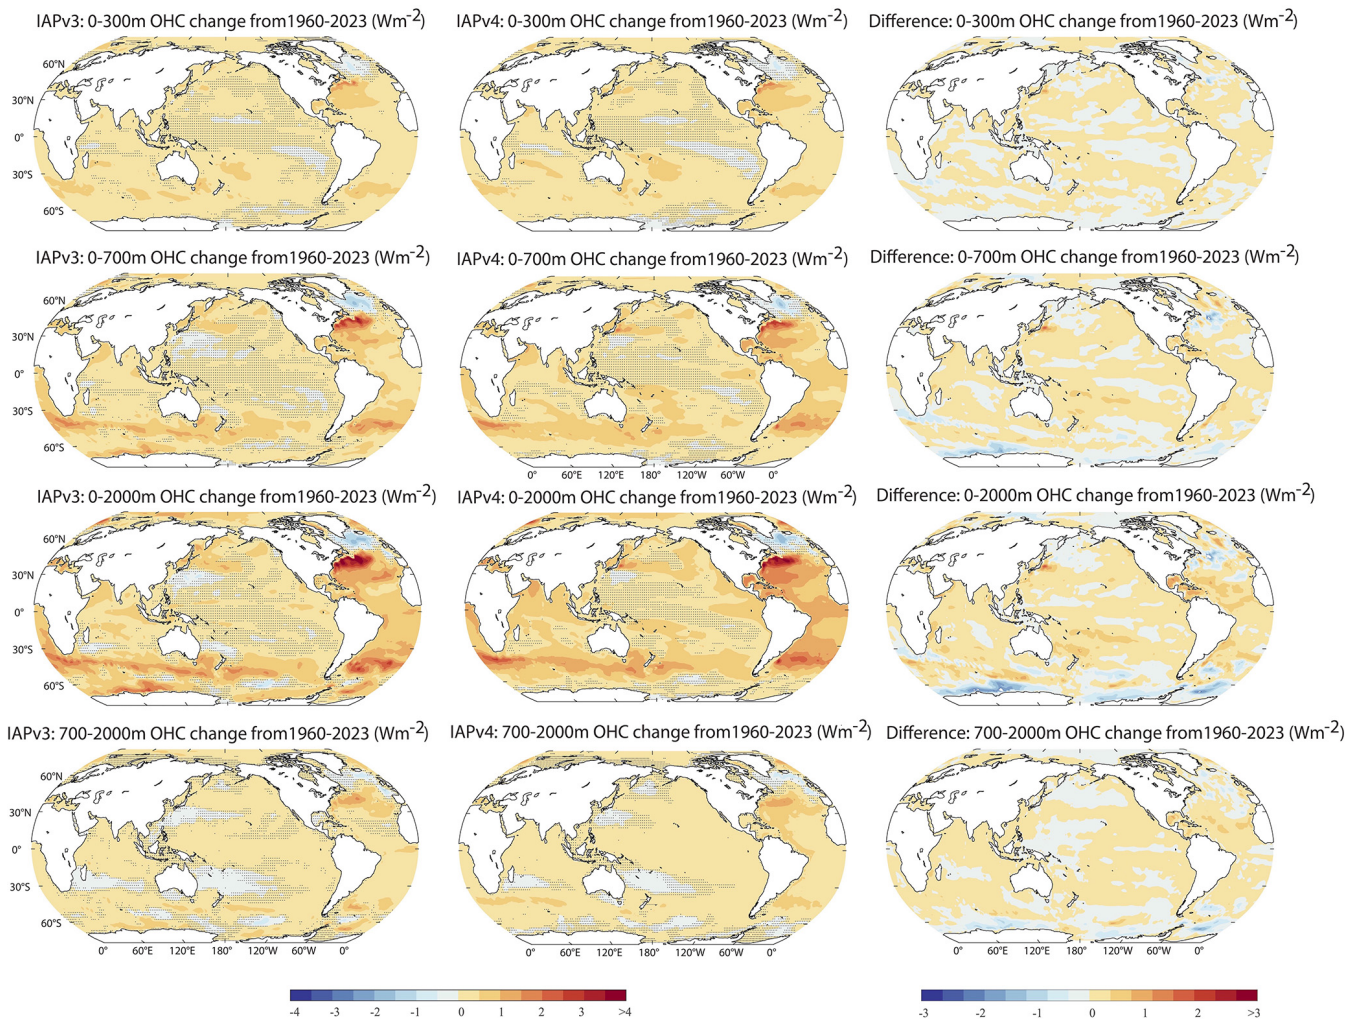 IAPv3: 0-300m OHC change from1960-2023 (Wm⁻²)
IAPv4: 0-300m OHC change from1960-2023 (Wm⁻²)
Difference: 0-300m OHC change from1960-2023 (Wm⁻²)
60°N
30°N
0°
30°S
60°S
IAPv3: 0-700m OHC change from1960-2023 (Wm⁻²)
IAPv4: 0-700m OHC change from1960-2023 (Wm⁻²)
Difference: 0-700m OHC change from1960-2023 (Wm⁻²)
60°N
30°N
0°
30°S
60°S
0° 60°E 120°E 180° 120°W 60°W 0°
IAPv3: 0-2000m OHC change from1960-2023 (Wm⁻²)
IAPv4: 0-2000m OHC change from1960-2023 (Wm⁻²)
Difference: 0-2000m OHC change from1960-2023 (Wm⁻²)
60°N
30°N
0°
30°S
60°S
IAPv3: 700-2000m OHC change from1960-2023 (Wm⁻²)
IAPv4: 700-2000m OHC change from1960-2023 (Wm⁻²)
Difference: 700-2000m OHC change from1960-2023 (Wm⁻²)
60°N
30°N
0°
30°S
60°S
0° 60°E 120°E 180° 120°W 60°W 0°
0° 60°E 120°E 180° 120°W 60°W 0°
0° 60°E 120°E 180° 120°W 60°W 0°
-4 -3 -2 -1 0 1 2 3 >4
-3 -2 -1 0 1 2 >3